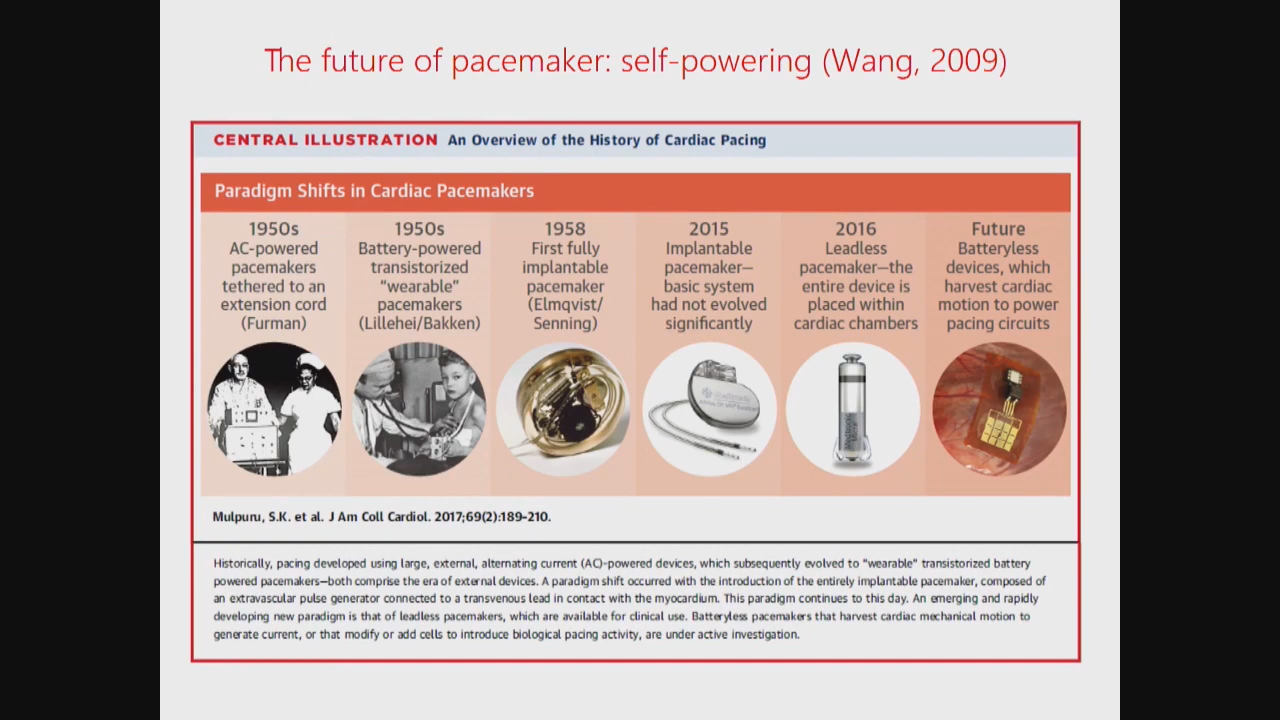 The future of pacemaker: self-powering (Wang, 2009)
CENTRAL ILLUSTRATION An Overview of the History of Cardiac Pacing
Paradigm Shifts in Cardiac Pacemakers
1950s
AC-powered
pacemakers
tethered to an
extension cord
(Furman)
1950s
Battery-powered
transistorized
"wearable"
pacemakers
(Lillehei/Bakken)
1958
First fully
implantable
pacemaker
(Elmqvist/
Senning)
2015
Implantable
pacemaker—
basic system
had not evolved
significantly
2016
Leadless
pacemaker—the
entire device is
placed within
cardiac chambers
Future
Batteryless
devices, which
harvest cardiac
motion to power
pacing circuits
Medtronic
Mulpuru, S.K. et al. J Am Coll Cardiol. 2017;69(2):189-210.
Historically, pacing developed using large, external, alternating current (AC)-powered devices, which subsequently evolved to "wearable" transistorized battery
powered pacemakers—both comprise the era of external devices. A paradigm shift occurred with the introduction of the entirely implantable pacemaker, composed of
an extravascular pulse generator connected to a transvenous lead in contact with the myocardium. This paradigm continues to this day. An emerging and rapidly
developing new paradigm is that of leadless pacemakers, which are available for clinical use. Batteryless pacemakers that harvest cardiac mechanical motion to
generate current, or that modify or add cells to introduce biological pacing activity, are under active investigation.